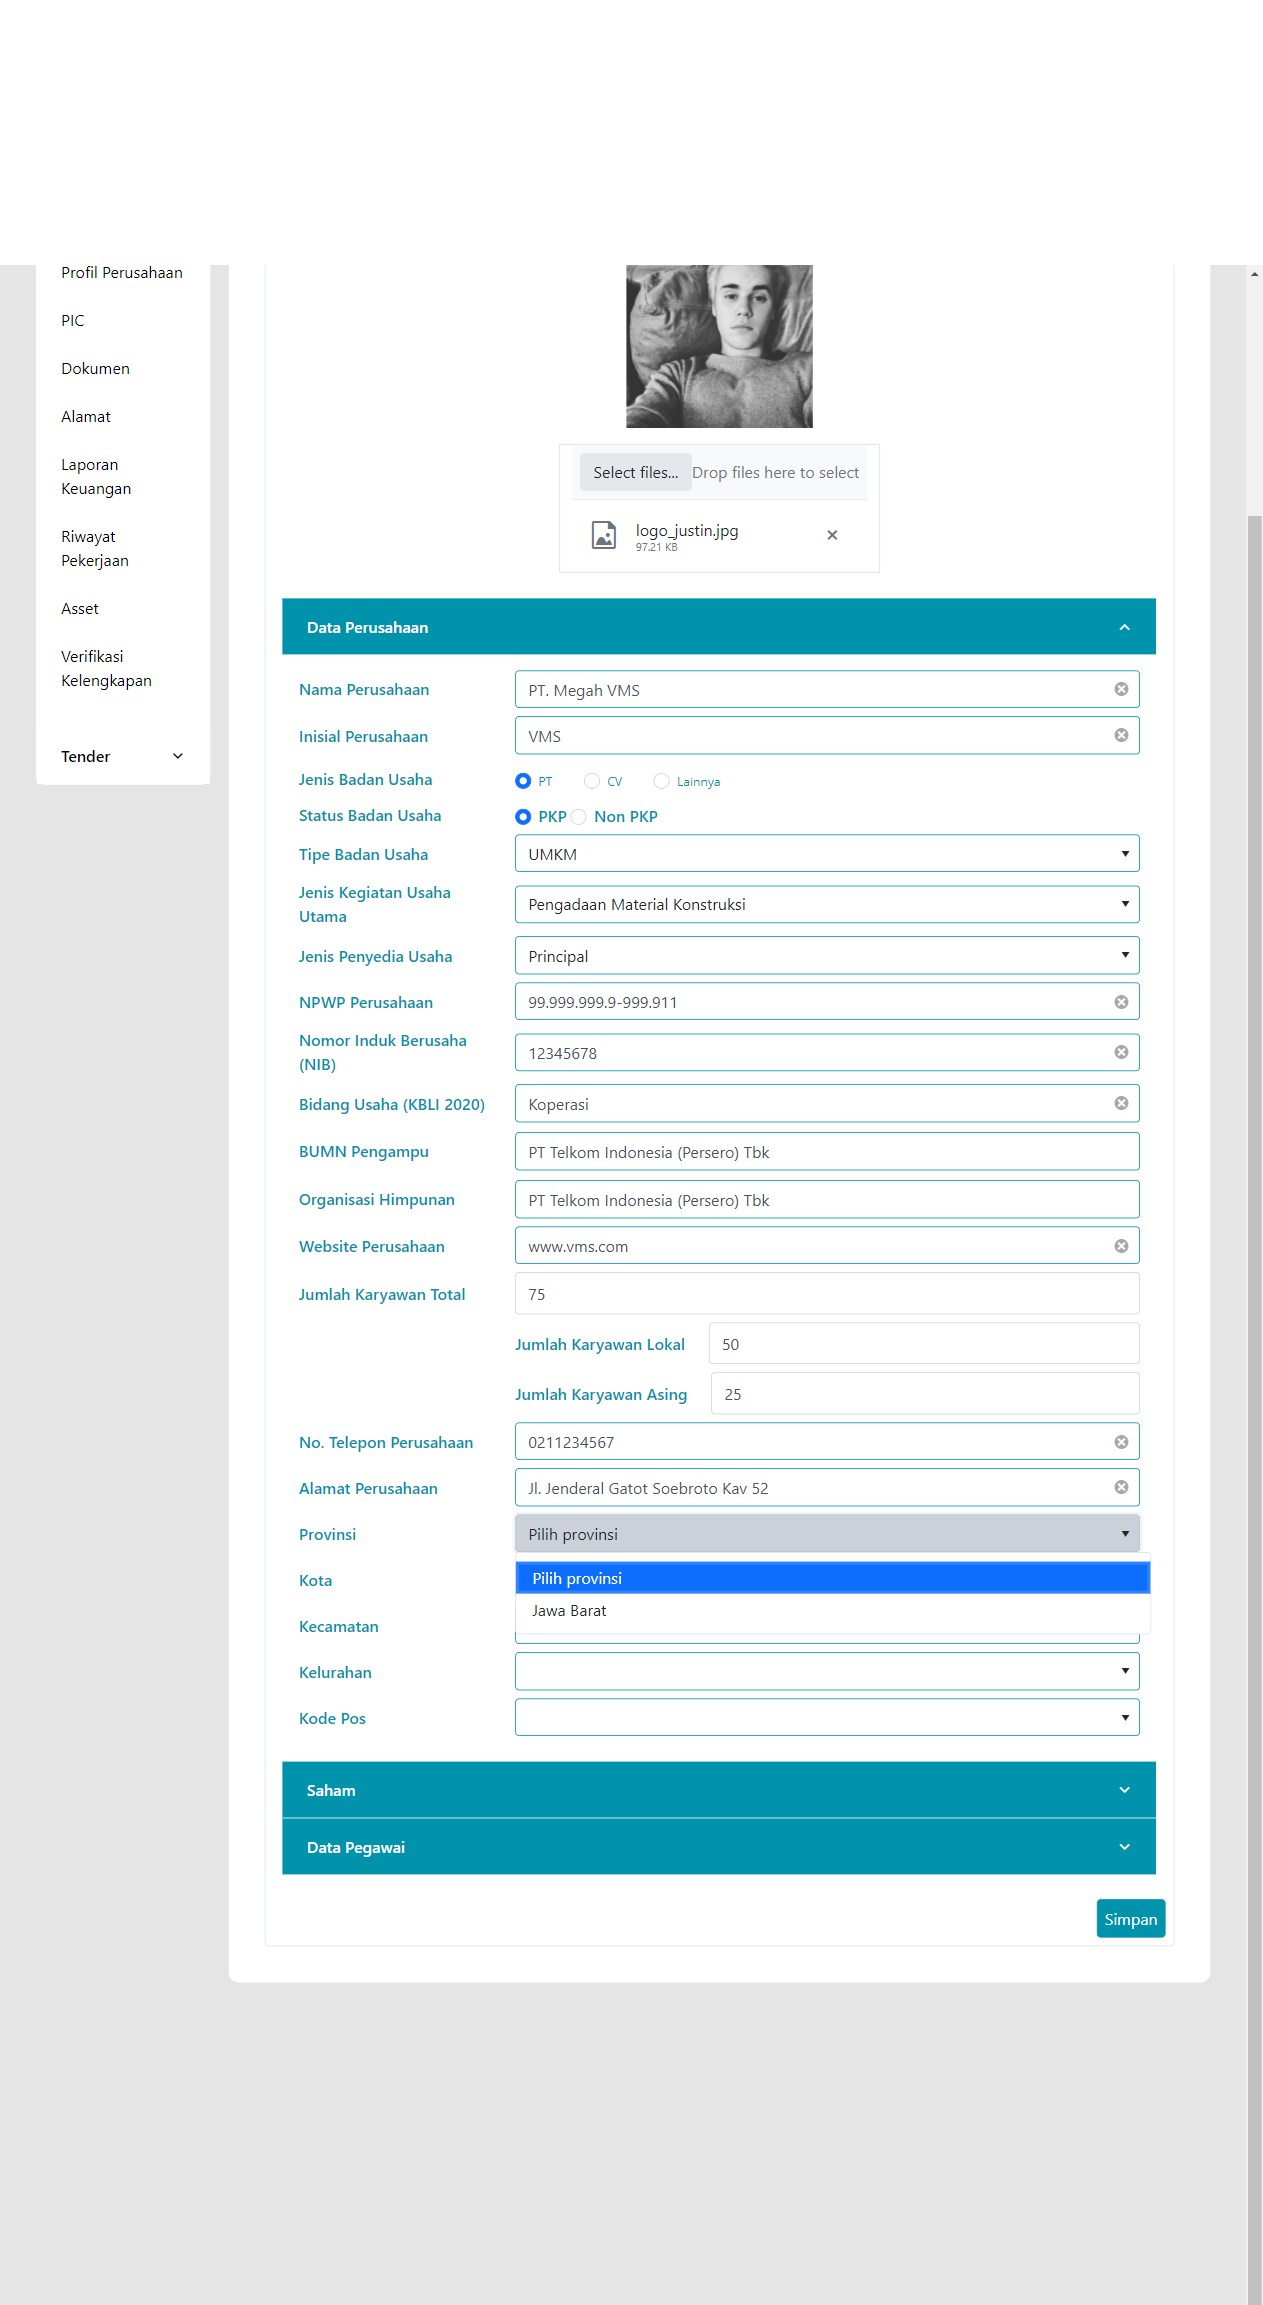 Profil Perusahaan
PIC
Dokumen
Alamat
Laporan
Keuangan
Riwayat
Pekerjaan
Asset
Verifikasi
Kelengkapan
Tender
Select files... Drop files here to select
logo_justin.jpg
97.21 KB
Data Perusahaan
Nama Perusahaan PT. Megah VMS
Inisial Perusahaan VMS
Jenis Badan Usaha PT CV Lainnya
Status Badan Usaha PKP Non PKP
Tipe Badan Usaha UMKM
Jenis Kegiatan Usaha
Utama
Pengadaan Material Konstruksi
Jenis Penyedia Usaha Principal
NPWP Perusahaan 99.999.999.9-999.911
Nomor Induk Berusaha
(NIB)
12345678
Bidang Usaha (KBLI 2020) Koperasi
BUMN Pengampu PT Telkom Indonesia (Persero) Tbk
Organisasi Himpunan PT Telkom Indonesia (Persero) Tbk
Website Perusahaan www.vms.com
Jumlah Karyawan Total 75
Jumlah Karyawan Lokal 50
Jumlah Karyawan Asing 25
No. Telepon Perusahaan 0211234567
Alamat Perusahaan Jl. Jenderal Gatot Soebroto Kav 52
Provinsi Pilih provinsi
Kota Pilih provinsi
Jawa Barat
Kecamatan
Kelurahan
Kode Pos
Saham
Data Pegawai
Simpan